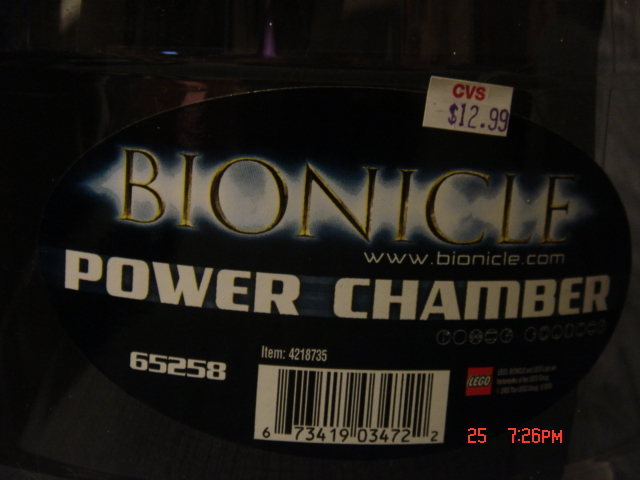 CVS
$12.99
BIONICLE
www.bionicle.com
POWER CHAMBER
65258
Item: 4218735
LEGO
6 73419 03472 2
25 7:26PM